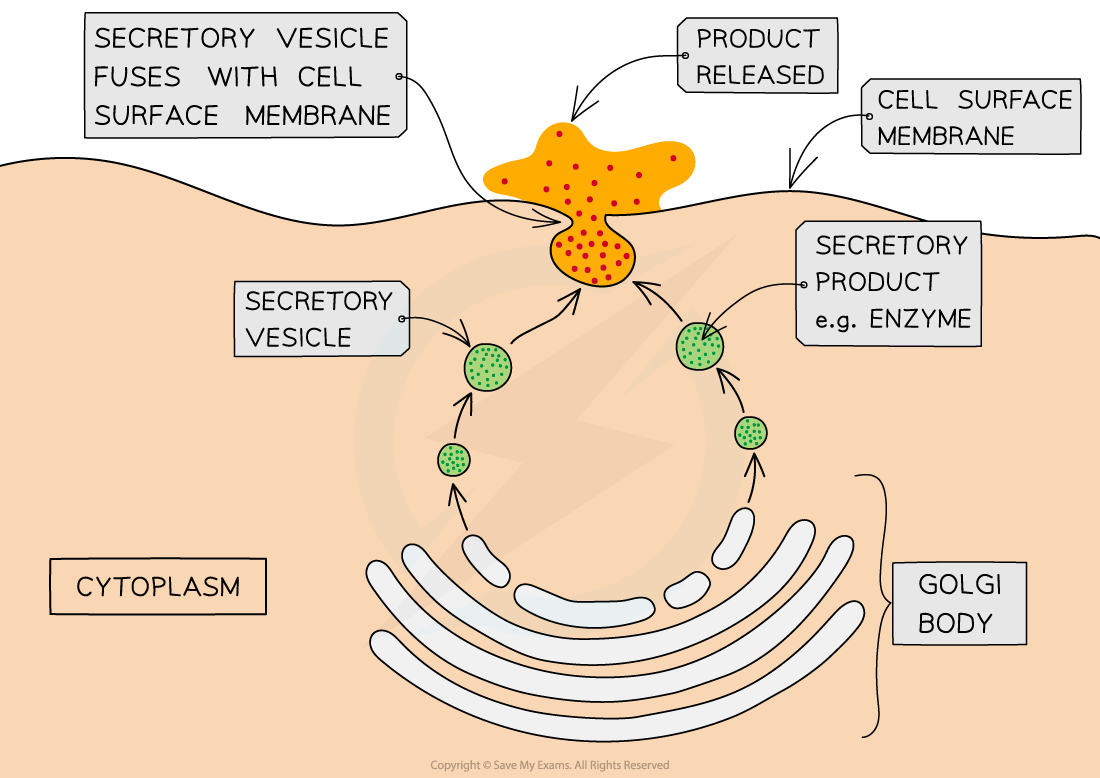 SECRETORY VESICLE
FUSES WITH CELL
SURFACE MEMBRANE
PRODUCT
RELEASED
CELL SURFACE
MEMBRANE
SECRETORY
PRODUCT
e.g. ENZYME
SECRETORY
VESICLE
CYTOPLASM
GOLGI
BODY
Copyright © Save My Exams. All Rights Reserved